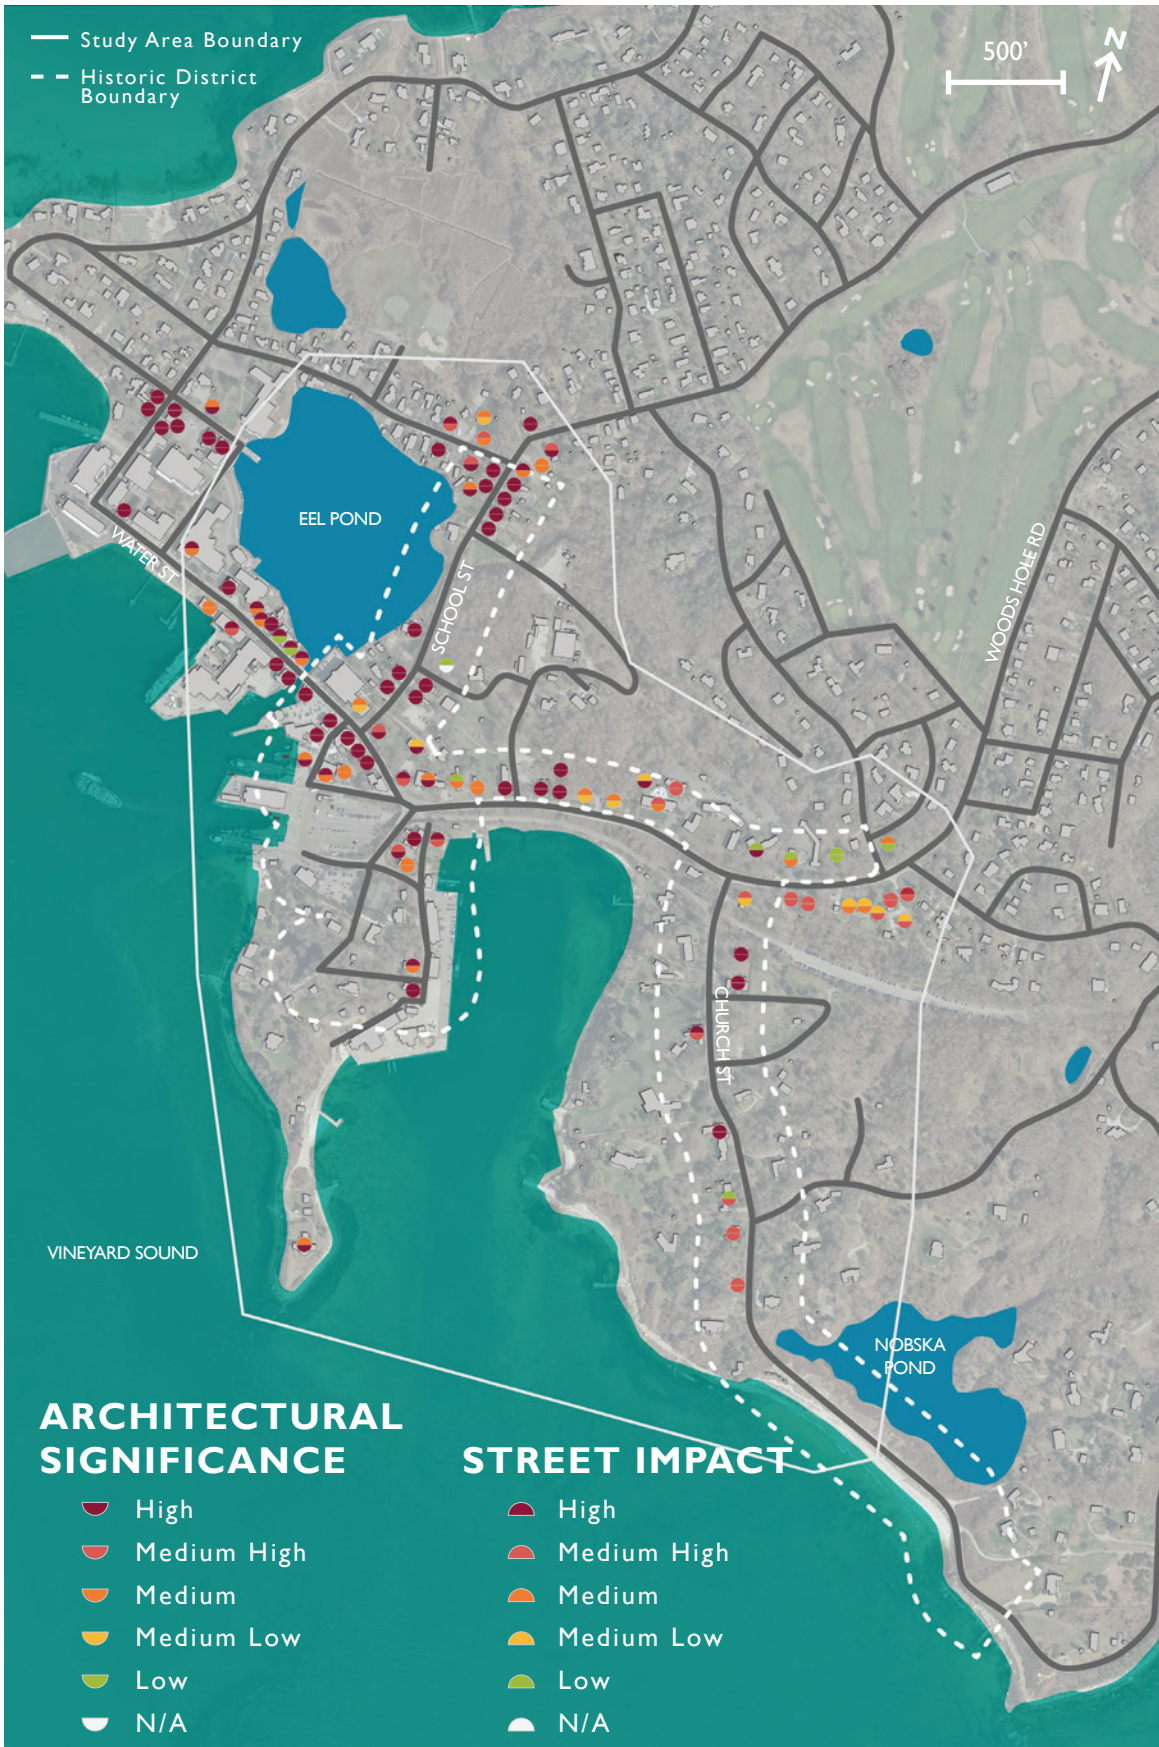 Study Area Boundary
Historic District
Boundary
500'
N
EEL POND
WATER ST
SCHOOL ST
WOODS HOLE RD
CHURCH ST
VINEYARD SOUND
NOBSKA
POND
ARCHITECTURAL
SIGNIFICANCE
High
Medium High
Medium
Medium Low
Low
N/A
STREET IMPACT
High
Medium High
Medium
Medium Low
Low
N/A